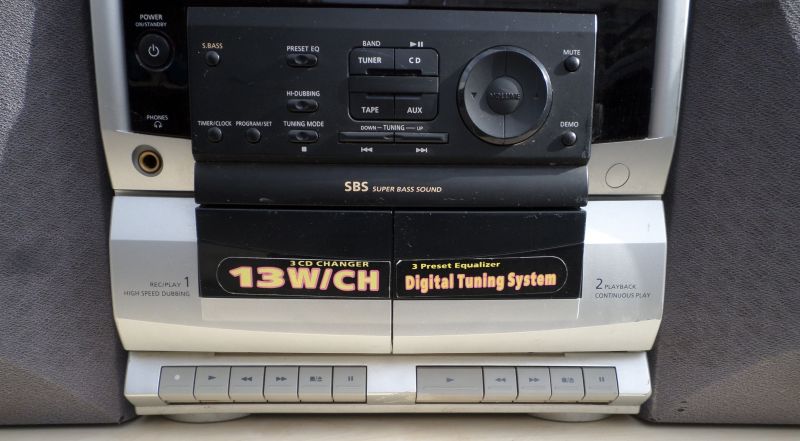 POWER
ON/STANDBY
S.BASS
PRESET EQ
BAND
TUNER
CD
MUTE
HI-DUBBING
VOLUME
TAPE
AUX
PHONES
TIMER/CLOCK
PROGRAM/SET
TUNING MODE
DOWN — TUNING — UP
DEMO
SBS SUPER BASS SOUND
3 CD CHANGER
13W/CH
3 Preset Equalizer
Digital Tuning System
REC/PLAY 1
HIGH SPEED DUBBING
2 PLAYBACK
CONTINUOUS PLAY